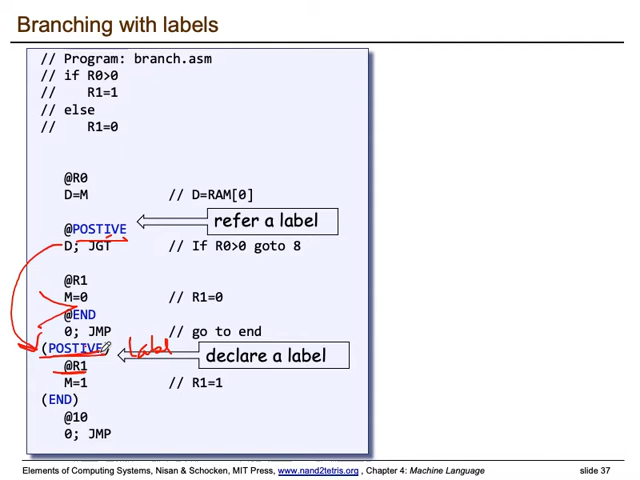 Branching with labels
// Program: branch.asm
// if R0>0
//    R1=1
// else
//    R1=0
@R0
D=M // D=RAM[0]
@POSTIVE refer a label
D; JGT // If R0>0 goto 8
@R1
M=0 // R1=0
@END
0; JMP // go to end
(POSTIVE) Label declare a label
@R1
M=1 // R1=1
(END)
@10
0; JMP
Elements of Computing Systems, Nisan & Schocken, MIT Press, www.nand2tetris.org , Chapter 4: Machine Language slide 37